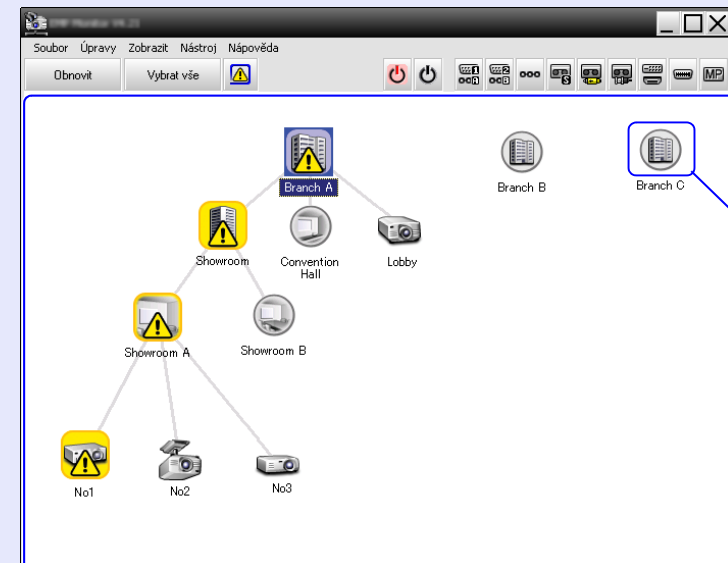 Soubor Úpravy Zobrazit Nástroj Nápověda
Obnovit Vybrat vše MP
Branch A
Branch B
Branch C
Showroom
Convention
Hall
Lobby
Showroom A
Showroom B
No1
No2
No3